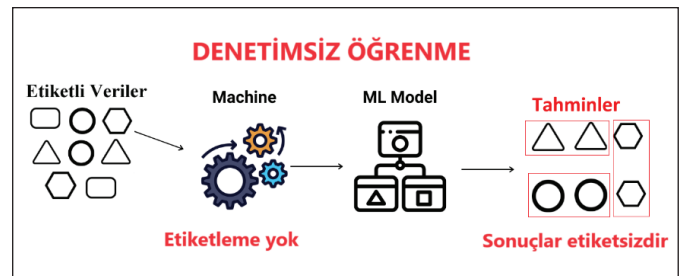 DENETİMSİZ ÖĞRENME
Etiketli Veriler
Machine
ML Model
Tahminler
Etiketleme yok
Sonuçlar etiketsizdir